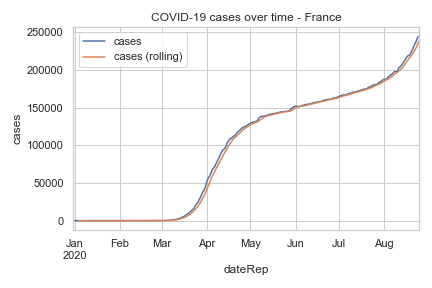 COVID-19 cases over time - France
cases
cases (rolling)
250000
200000
150000
100000
50000
0
cases
Jan Feb Mar Apr May Jun Jul Aug
2020
dateRep